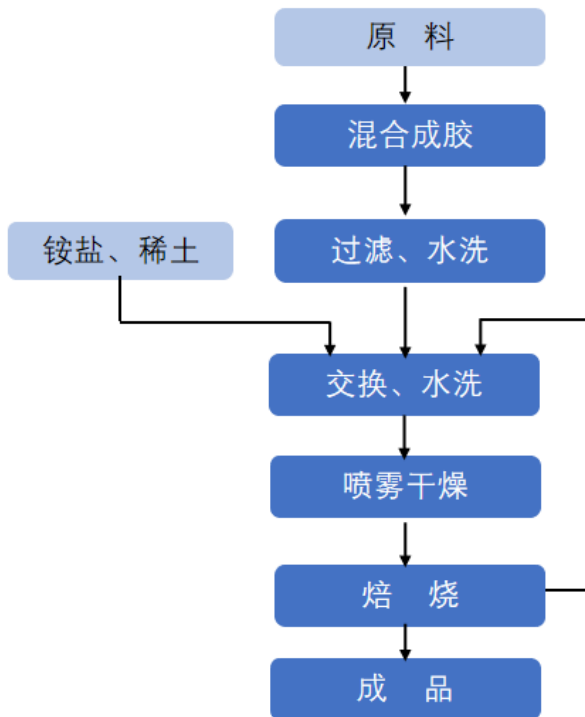 原 料
混合成胶
过滤、水洗
铵盐、稀土
交换、水洗
喷雾干燥
焙 烧
成 品